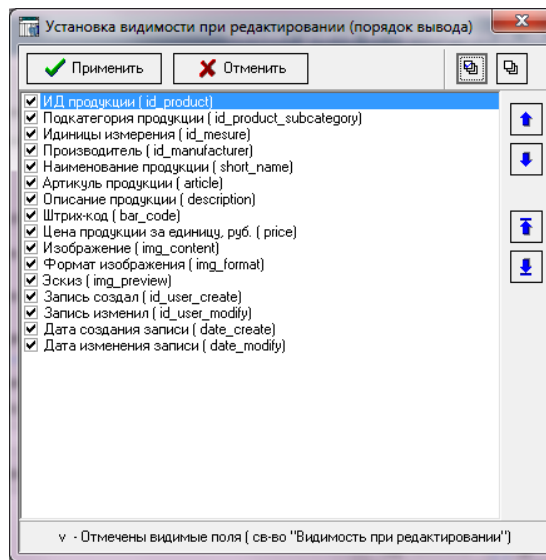 Установка видимости при редактировании (порядок вывода)
Применить
Отменить
ИД продукции ( id_product)
Подкатегория продукции ( id_product_subcategory)
Идиницы измерения ( id_mesure)
Производитель ( id_manufacturer)
Наименование продукции ( short_name)
Артикуль продукции ( article)
Описание продукции ( description)
Штрих-код ( bar_code)
Цена продукции за единицу, руб. ( price)
Изображение ( img_content)
Формат изображения ( img_format)
Эскиз ( img_preview)
Запись создал ( id_user_create)
Запись изменил ( id_user_modify)
Дата создания записи ( date_create)
Дата изменения записи ( date_modify)
v - Отмечены видимые поля ( св-во "Видимость при редактировании")